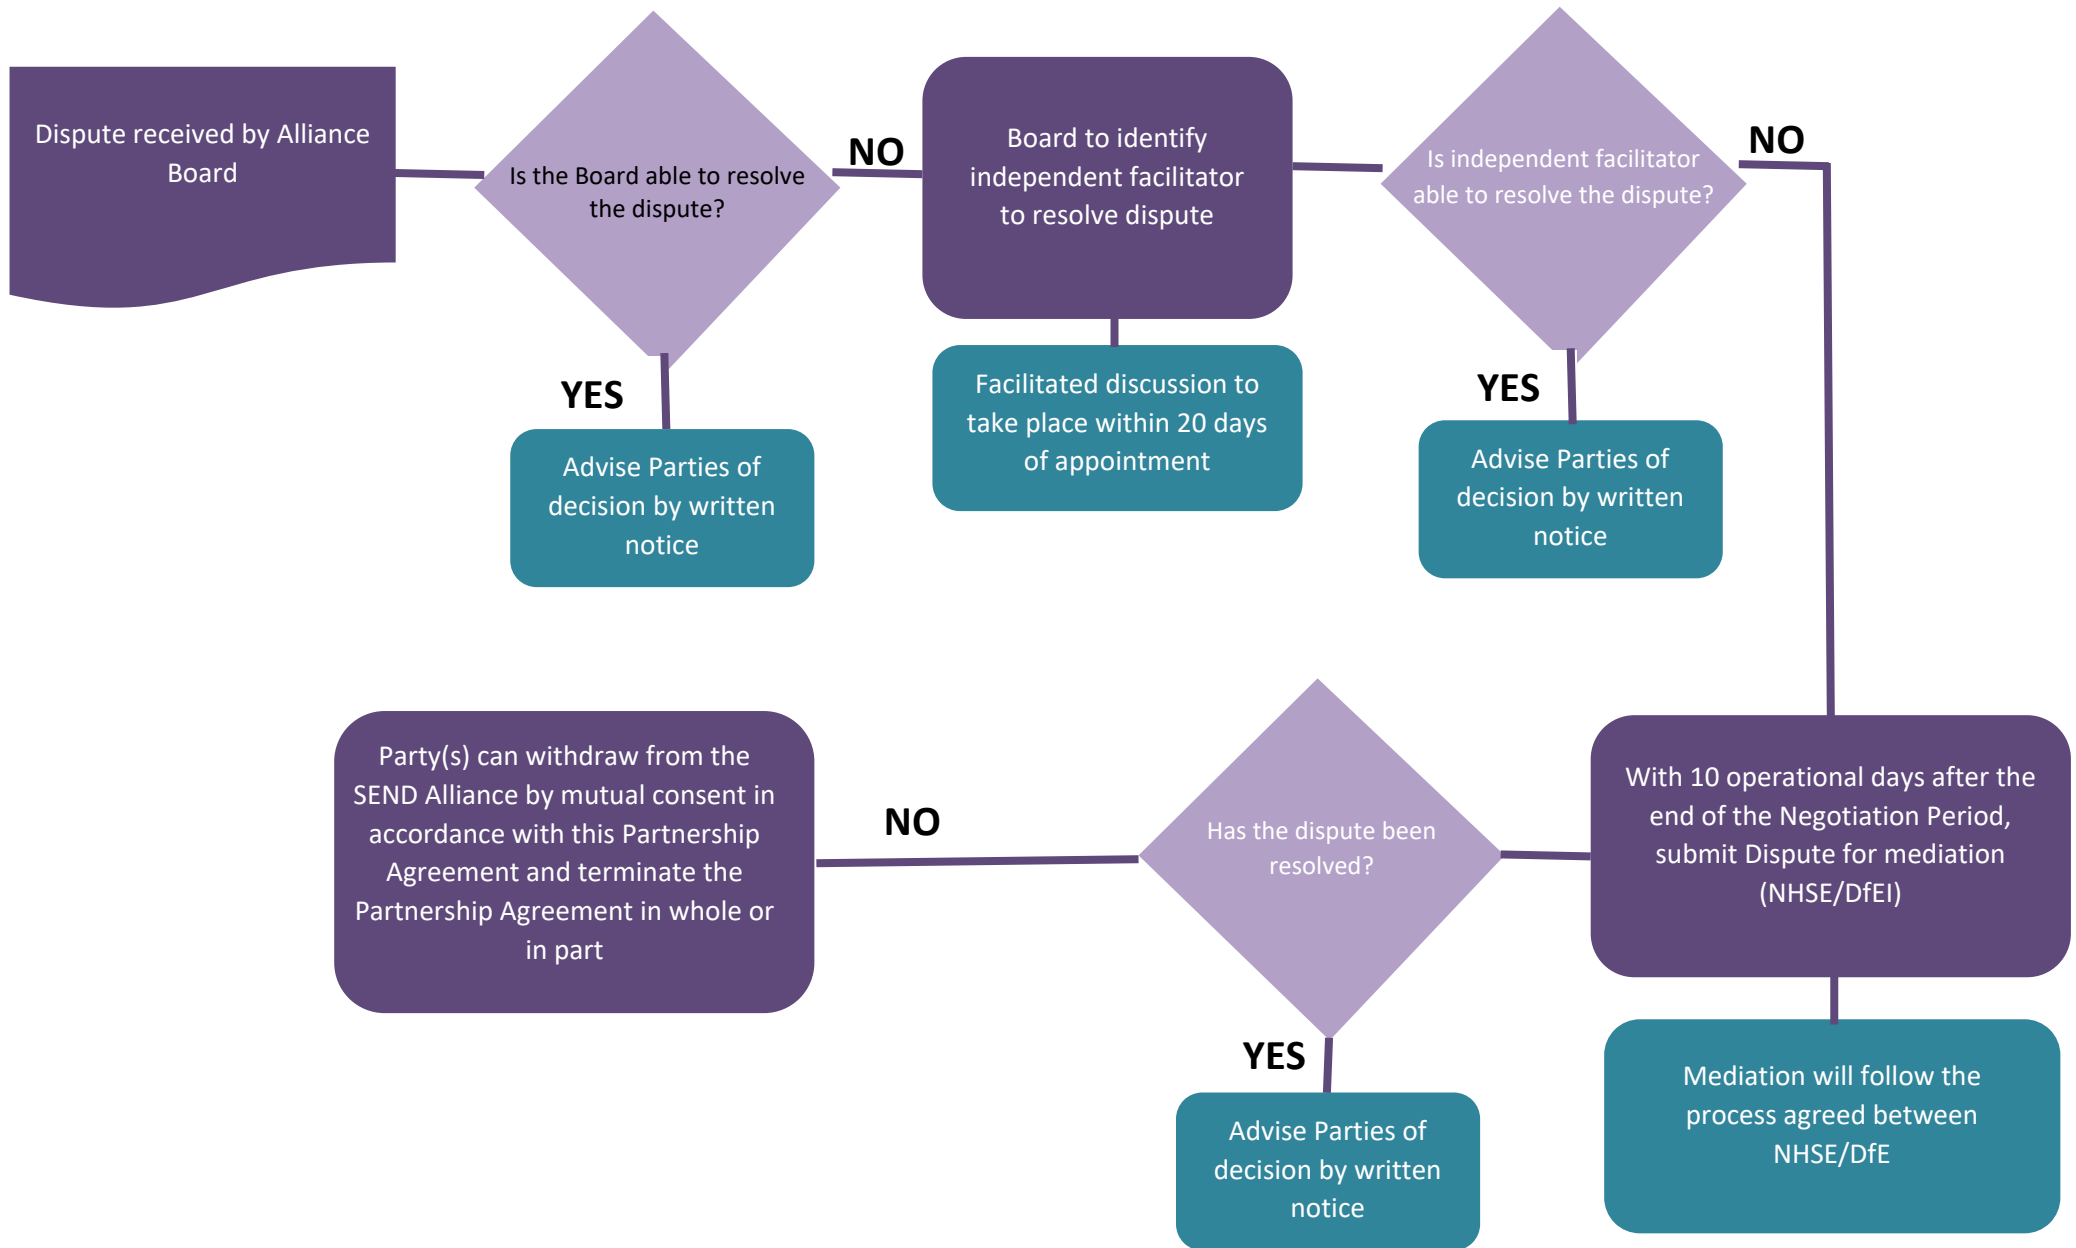 Dispute received by Alliance
Board
Is the Board able to resolve
the dispute?
NO
Board to identify
independent facilitator
to resolve dispute
Is independent facilitator
able to resolve the dispute?
NO
YES
Advise Parties of
decision by written
notice
Facilitated discussion to
take place within 20 days
of appointment
YES
Advise Parties of
decision by written
notice
With 10 operational days after the
end of the Negotiation Period,
submit Dispute for mediation
(NHSE/DfEI)
Mediation will follow the
process agreed between
NHSE/DfE
Has the dispute been
resolved?
YES
Advise Parties of
decision by written
notice
NO
Party(s) can withdraw from the
SEND Alliance by mutual consent in
accordance with this Partnership
Agreement and terminate the
Partnership Agreement in whole or
in part